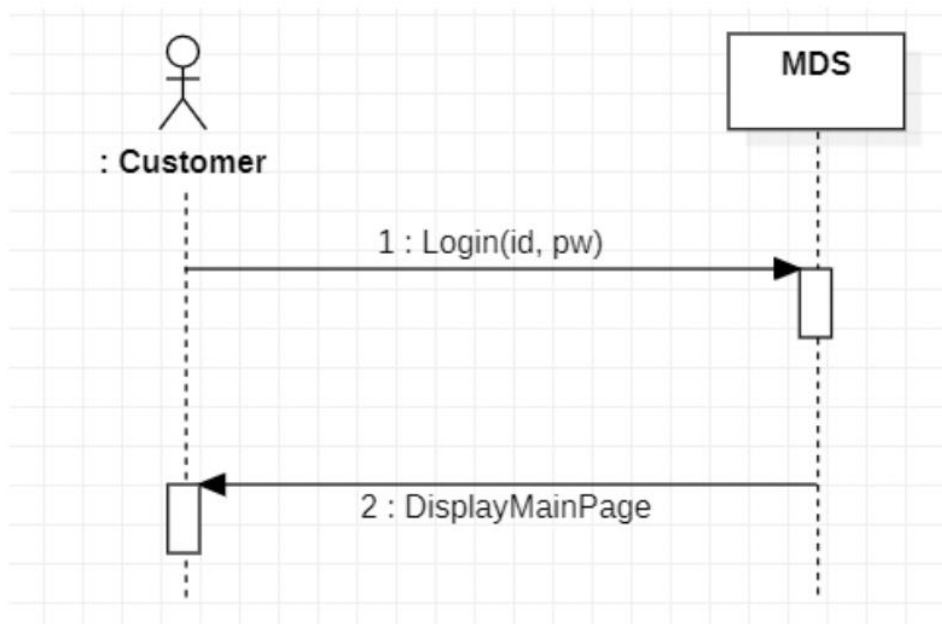 MDS
: Customer
1 : Login(id, pw)
2 : DisplayMainPage